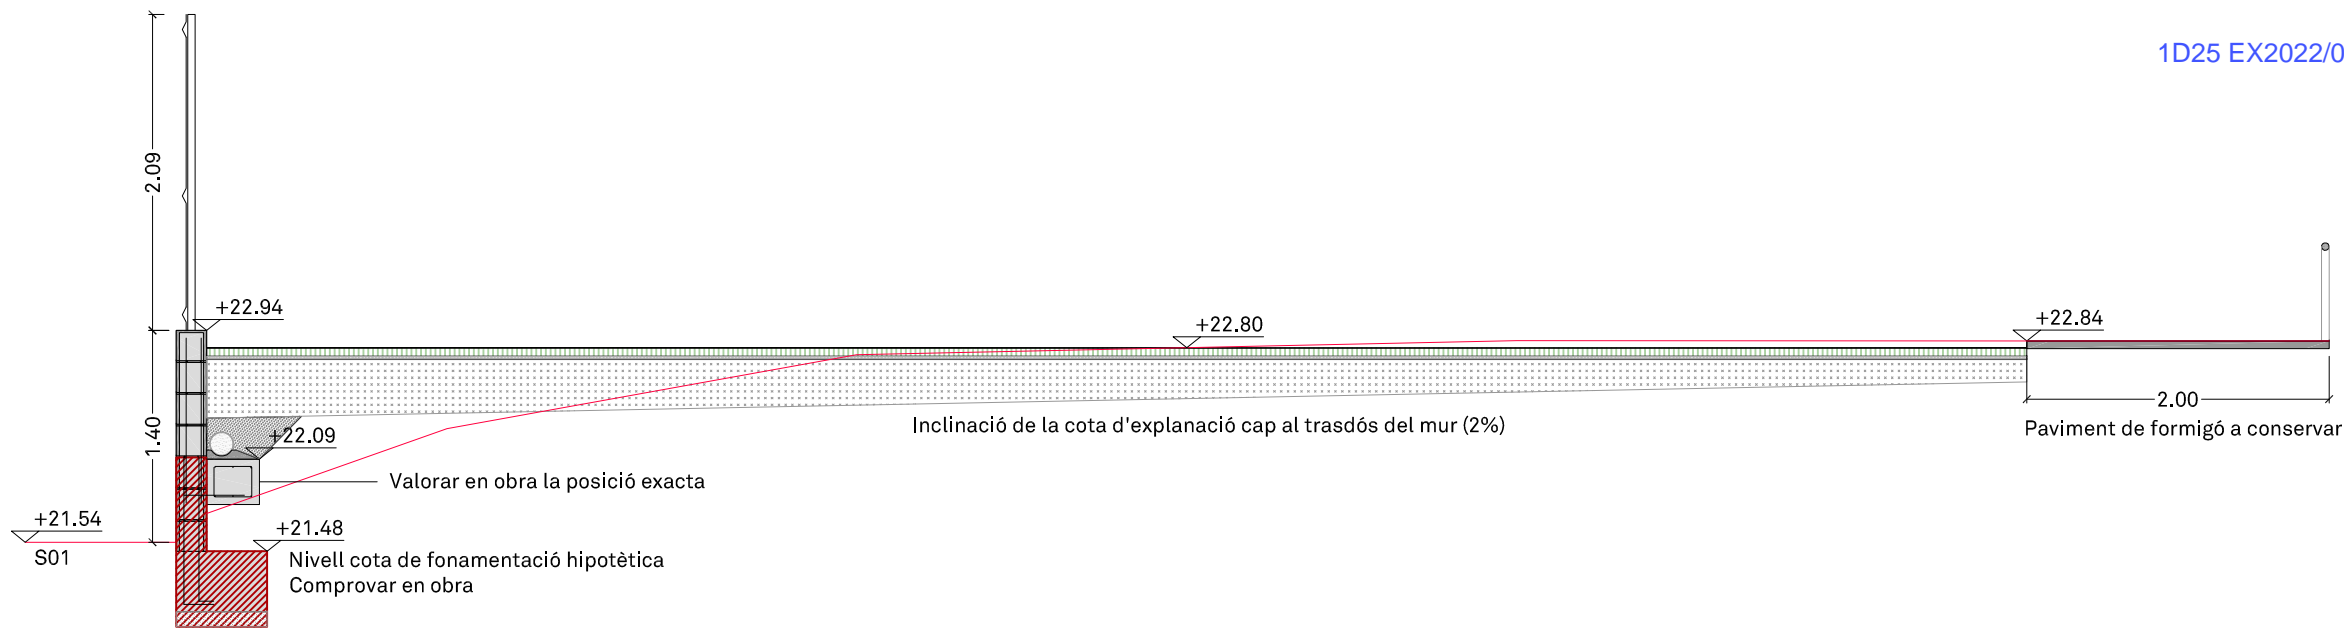 1D25 EX2022/0
2.09
+22.94
+22.80
+22.84
1.40
2.00
Inclinació de la cota d'explanació cap al trasdós del mur (2%)
Paviment de formigó a conservar
+22.09
Valorar en obra la posició exacta
+21.54
S01
+21.48
Nivell cota de fonamentació hipotètica
Comprovar en obra